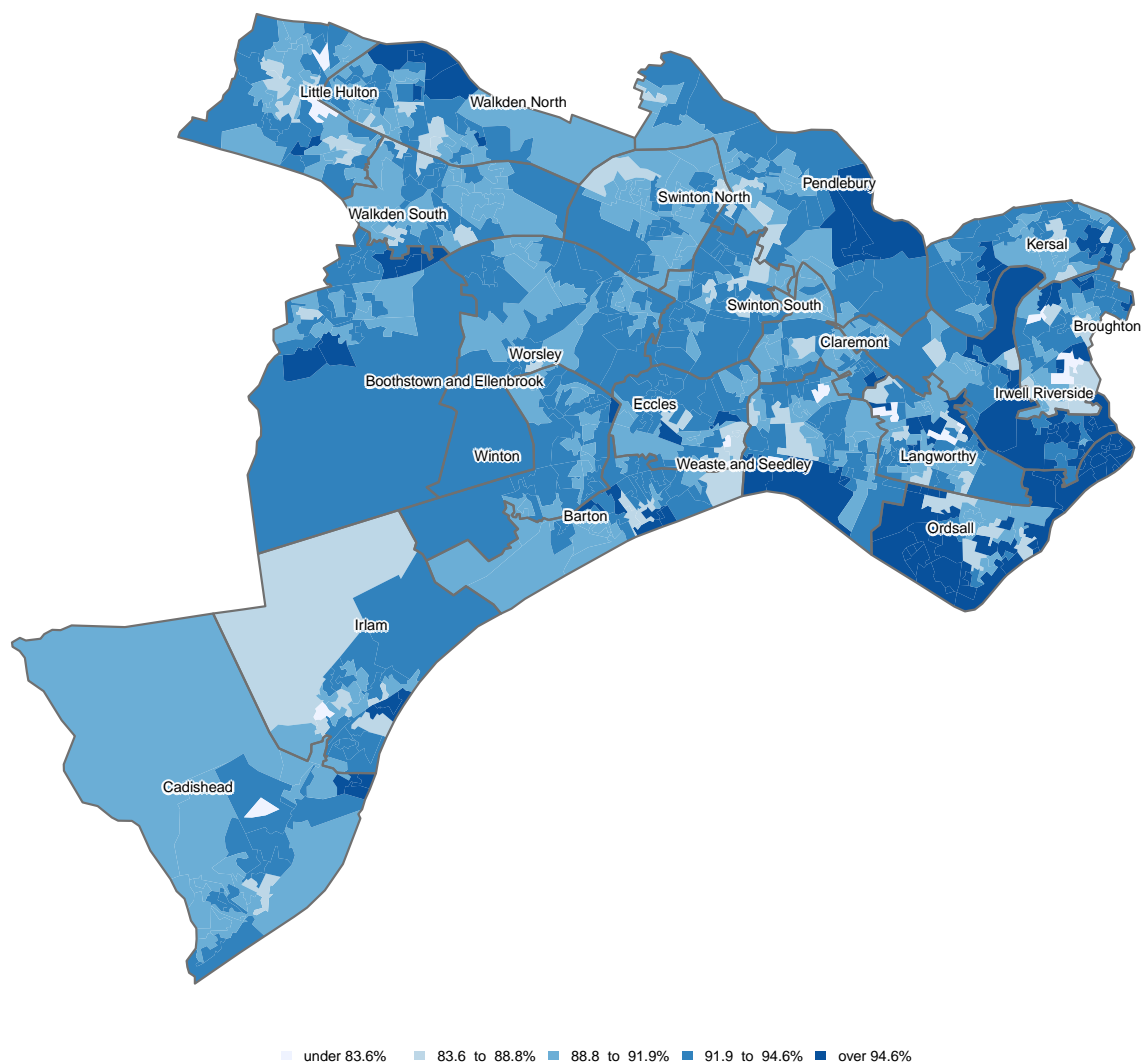 Little Hulton
Walkden North
Pendlebury
Swinton North
Walkden South
Kersal
Swinton South
Broughton
Claremont
Worsley
Boothstown and Ellenbrook
Irwell Riverside
Eccles
Winton
Langworthy
Weaste and Seedley
Barton
Ordsall
Irlam
Cadishead
under 83.6% 83.6 to 88.8% 88.8 to 91.9% 91.9 to 94.6% over 94.6%